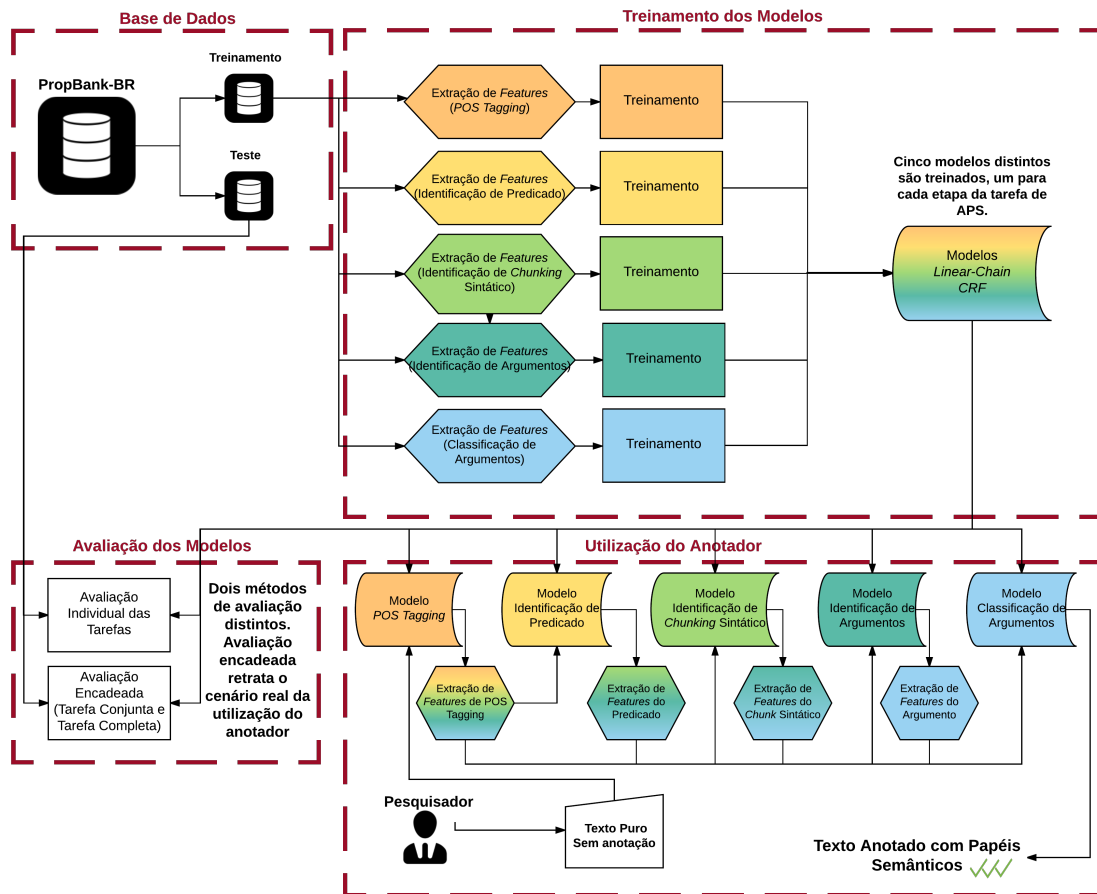 Base de Dados
PropBank-BR
Treinamento
Teste
Treinamento dos Modelos
Extração de Features
(POS Tagging)
Treinamento
Extração de Features
(Identificação de Predicado)
Treinamento
Extração de Features
(Identificação de Chunking
Sintático)
Treinamento
Extração de Features
(Identificação de Argumentos)
Treinamento
Extração de Features
(Classificação de
Argumentos)
Treinamento
Cinco modelos distintos
são treinados, um para
cada etapa da tarefa de
APS.
Modelos
Linear-Chain
CRF
Avaliação dos Modelos
Avaliação
Individual das
Tarefas
Avaliação
Encadeada
(Tarefa Conjunta e
Tarefa Completa)
Dois métodos
de avaliação
distintos.
Avaliação
encadeada
retrata o
cenário real da
utilização do
anotador
Utilização do Anotador
Modelo
POS Tagging
Modelo
Identificação de
Predicado
Modelo
Identificação de
Chunking Sintático
Modelo
Identificação de
Argumentos
Modelo
Classificação de
Argumentos
Extração de
Features de POS
Tagging
Extração de
Features do
Predicado
Extração de
Features do
Chunk Sintático
Extração de
Features do
Argumento
Pesquisador
Texto Puro
Sem anotação
Texto Anotado com Papéis
Semânticos